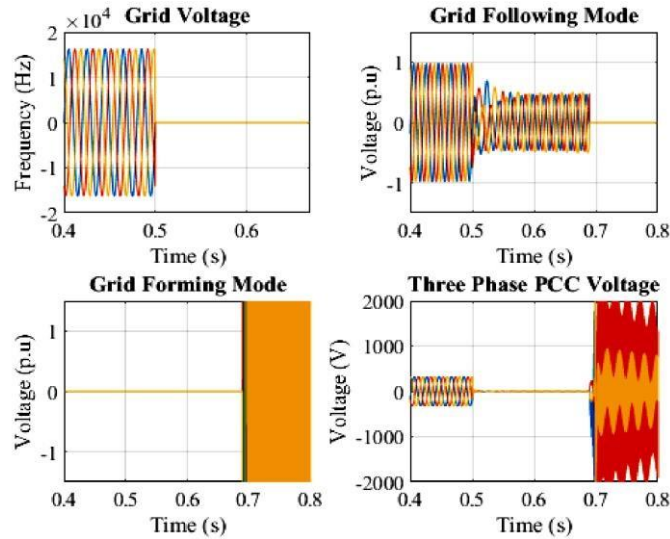 Grid Voltage
×10⁴
2
1
0
-1
-2
0.4 0.5 0.6
Frequency (Hz)
Time (s)
Grid Following Mode
1
0
-1
0.4 0.5 0.6 0.7 0.8
Voltage (p.u)
Time (s)
Grid Forming Mode
1
0
-1
0.4 0.5 0.6 0.7 0.8
Voltage (p.u)
Time (s)
Three Phase PCC Voltage
2000
1000
0
-1000
-2000
0.4 0.5 0.6 0.7 0.8
Voltage (V)
Time (s)